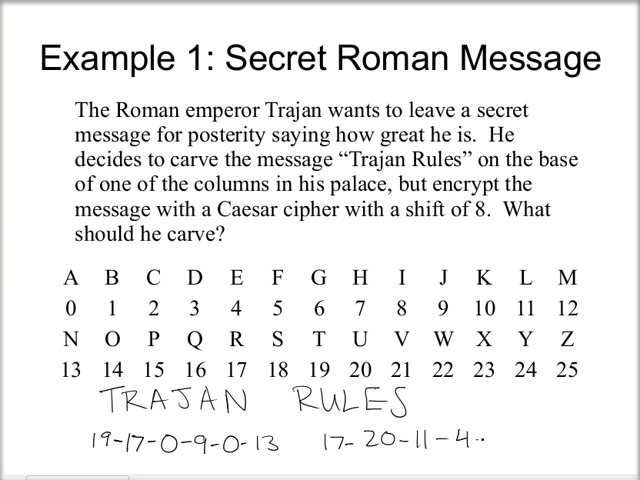 Example 1: Secret Roman Message
The Roman emperor Trajan wants to leave a secret
message for posterity saying how great he is. He
decides to carve the message “Trajan Rules” on the base
of one of the columns in his palace, but encrypt the
message with a Caesar cipher with a shift of 8. What
should he carve?
A B C D E F G H I J K L M
0 1 2 3 4 5 6 7 8 9 10 11 12
N O P Q R S T U V W X Y Z
13 14 15 16 17 18 19 20 21 22 23 24 25
TRAJAN RULES
19-17-0-9-0-13 17-20-11-4-